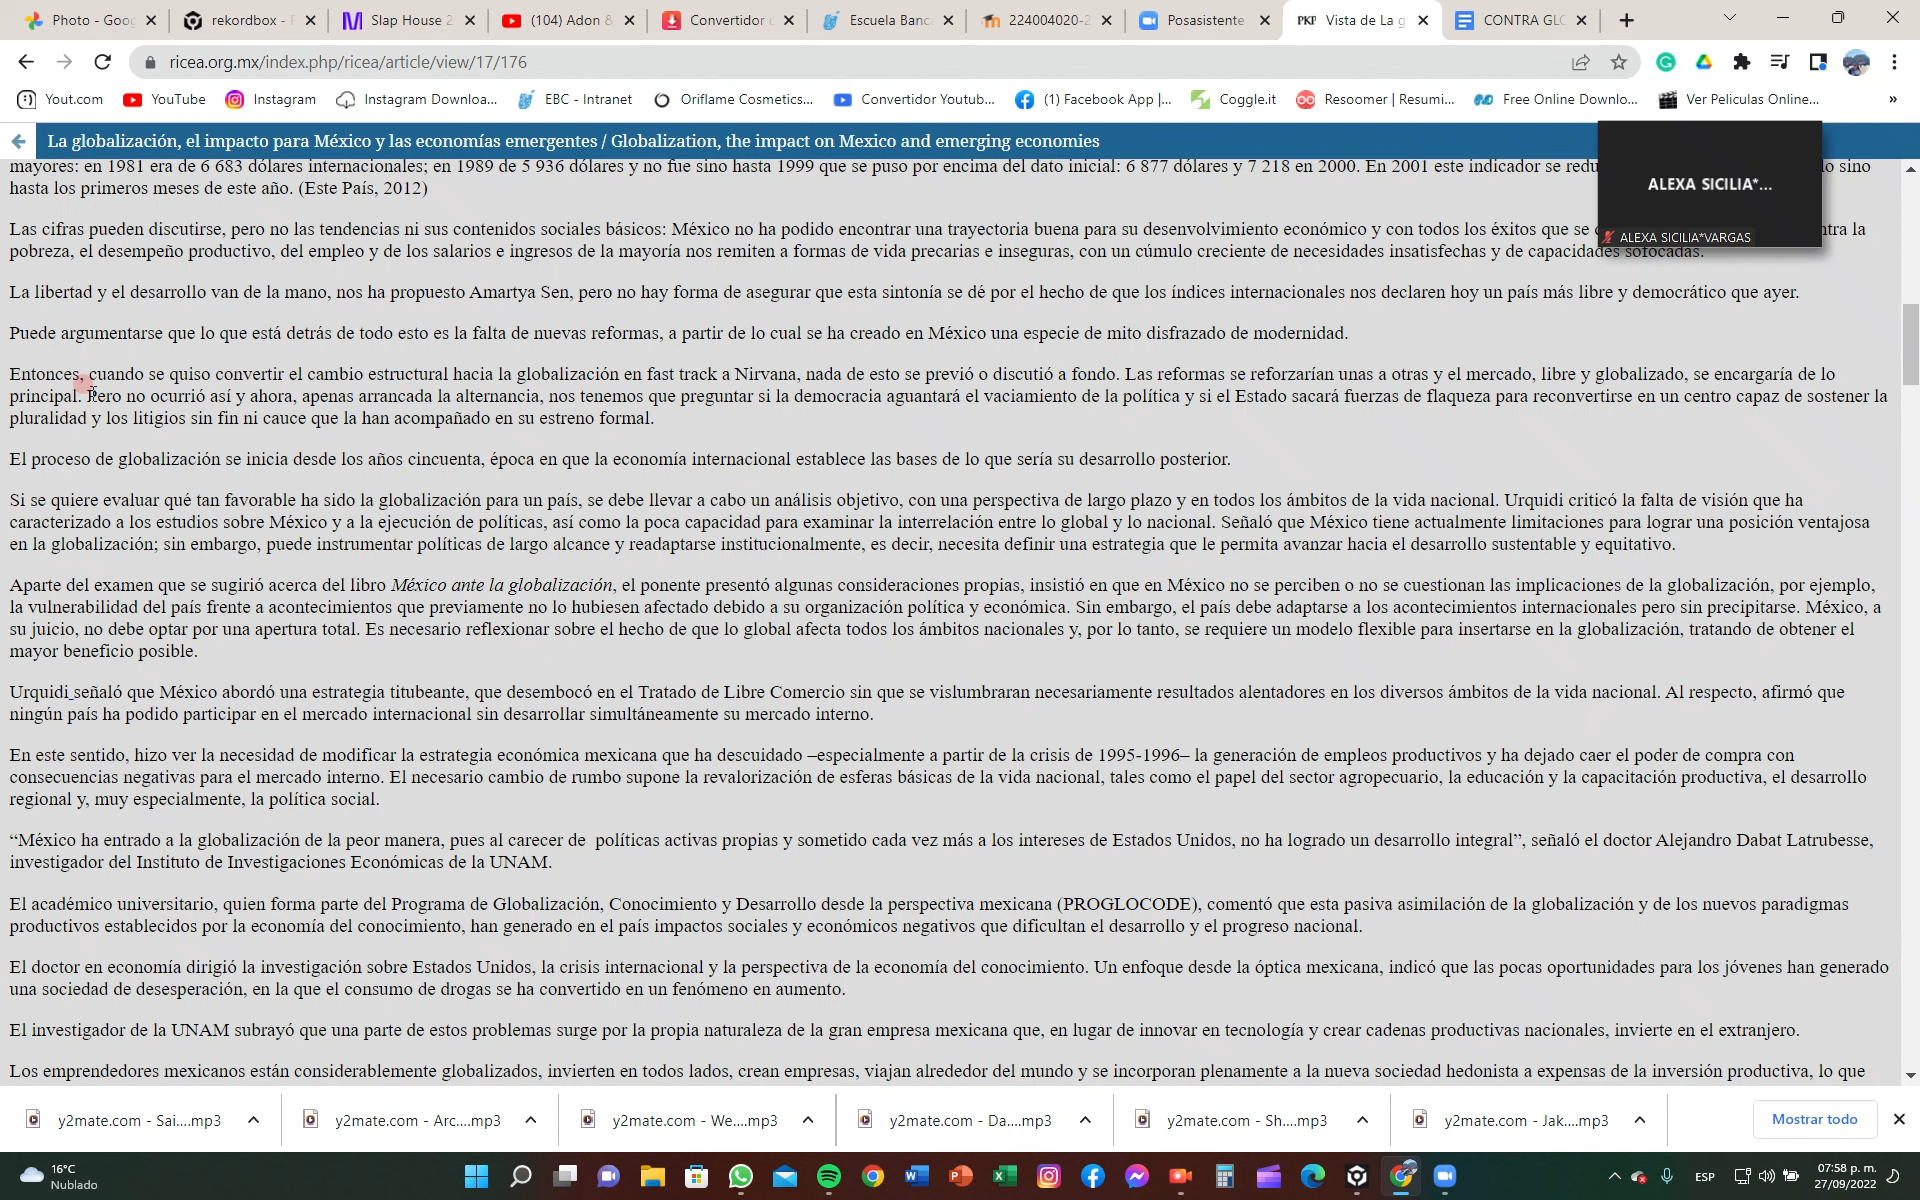 Photo - Goo
rekordbox - 
Slap House 2
(104) Adon &
Convertidor
Escuela Banc
224004020-2
Posasistente
PKP Vista de La g
CONTRA GLO
ricea.org.mx/index.php/ricea/article/view/17/176
Yout.com YouTube Instagram Instagram Downloa... EBC - Intranet Oriflame Cosmetics... Convertidor Youtub... (1) Facebook App |... Coggle.it Resoomer | Resumi... Free Online Downlo... Ver Peliculas Online... »
La globalización, el impacto para México y las economías emergentes / Globalization, the impact on Mexico and emerging economies
mayores: en 1981 era de 6 683 dólares internacionales; en 1989 de 5 936 dólares y no fue sino hasta 1999 que se puso por encima del dato inicial: 6 877 dólares y 7 218 en 2000. En 2001 este indicador se redu lo sino
hasta los primeros meses de este año. (Este País, 2012)
ALEXA SICILIA*...
ALEXA SICILIA*VARGAS
Las cifras pueden discutirse, pero no las tendencias ni sus contenidos sociales básicos: México no ha podido encontrar una trayectoria buena para su desenvolvimiento económico y con todos los éxitos que se ntra la
pobreza, el desempeño productivo, del empleo y de los salarios e ingresos de la mayoría nos remiten a formas de vida precarias e inseguras, con un cúmulo creciente de necesidades insatisfechas y de capacidades sofocadas.
La libertad y el desarrollo van de la mano, nos ha propuesto Amartya Sen, pero no hay forma de asegurar que esta sintonía se dé por el hecho de que los índices internacionales nos declaren hoy un país más libre y democrático que ayer.
Puede argumentarse que lo que está detrás de todo esto es la falta de nuevas reformas, a partir de lo cual se ha creado en México una especie de mito disfrazado de modernidad.
Entonces, cuando se quiso convertir el cambio estructural hacia la globalización en fast track a Nirvana, nada de esto se previó o discutió a fondo. Las reformas se reforzarían unas a otras y el mercado, libre y globalizado, se encargaría de lo
principal. Pero no ocurrió así y ahora, apenas arrancada la alternancia, nos tenemos que preguntar si la democracia aguantará el vaciamiento de la política y si el Estado sacará fuerzas de flaqueza para reconvertirse en un centro capaz de sostener la
pluralidad y los litigios sin fin ni cauce que la han acompañado en su estreno formal.
El proceso de globalización se inicia desde los años cincuenta, época en que la economía internacional establece las bases de lo que sería su desarrollo posterior.
Si se quiere evaluar qué tan favorable ha sido la globalización para un país, se debe llevar a cabo un análisis objetivo, con una perspectiva de largo plazo y en todos los ámbitos de la vida nacional. Urquidi criticó la falta de visión que ha
caracterizado a los estudios sobre México y a la ejecución de políticas, así como la poca capacidad para examinar la interrelación entre lo global y lo nacional. Señaló que México tiene actualmente limitaciones para lograr una posición ventajosa
en la globalización; sin embargo, puede instrumentar políticas de largo alcance y readaptarse institucionalmente, es decir, necesita definir una estrategia que le permita avanzar hacia el desarrollo sustentable y equitativo.
Aparte del examen que se sugirió acerca del libro México ante la globalización, el ponente presentó algunas consideraciones propias, insistió en que en México no se perciben o no se cuestionan las implicaciones de la globalización, por ejemplo,
la vulnerabilidad del país frente a acontecimientos que previamente no lo hubiesen afectado debido a su organización política y económica. Sin embargo, el país debe adaptarse a los acontecimientos internacionales pero sin precipitarse. México, a
su juicio, no debe optar por una apertura total. Es necesario reflexionar sobre el hecho de que lo global afecta todos los ámbitos nacionales y, por lo tanto, se requiere un modelo flexible para insertarse en la globalización, tratando de obtener el
mayor beneficio posible.
Urquidi señaló que México abordó una estrategia titubeante, que desembocó en el Tratado de Libre Comercio sin que se vislumbraran necesariamente resultados alentadores en los diversos ámbitos de la vida nacional. Al respecto, afirmó que
ningún país ha podido participar en el mercado internacional sin desarrollar simultáneamente su mercado interno.
En este sentido, hizo ver la necesidad de modificar la estrategia económica mexicana que ha descuidado –especialmente a partir de la crisis de 1995-1996– la generación de empleos productivos y ha dejado caer el poder de compra con
consecuencias negativas para el mercado interno. El necesario cambio de rumbo supone la revalorización de esferas básicas de la vida nacional, tales como el papel del sector agropecuario, la educación y la capacitación productiva, el desarrollo
regional y, muy especialmente, la política social.
“México ha entrado a la globalización de la peor manera, pues al carecer de políticas activas propias y sometido cada vez más a los intereses de Estados Unidos, no ha logrado un desarrollo integral”, señaló el doctor Alejandro Dabat Latrubesse,
investigador del Instituto de Investigaciones Económicas de la UNAM.
El académico universitario, quien forma parte del Programa de Globalización, Conocimiento y Desarrollo desde la perspectiva mexicana (PROGLOCODE), comentó que esta pasiva asimilación de la globalización y de los nuevos paradigmas
productivos establecidos por la economía del conocimiento, han generado en el país impactos sociales y económicos negativos que dificultan el desarrollo y el progreso nacional.
El doctor en economía dirigió la investigación sobre Estados Unidos, la crisis internacional y la perspectiva de la economía del conocimiento. Un enfoque desde la óptica mexicana, indicó que las pocas oportunidades para los jóvenes han generado
una sociedad de desesperación, en la que el consumo de drogas se ha convertido en un fenómeno en aumento.
El investigador de la UNAM subrayó que una parte de estos problemas surge por la propia naturaleza de la gran empresa mexicana que, en lugar de innovar en tecnología y crear cadenas productivas nacionales, invierte en el extranjero.
Los emprendedores mexicanos están considerablemente globalizados, invierten en todos lados, crean empresas, viajan alrededor del mundo y se incorporan plenamente a la nueva sociedad hedonista a expensas de la inversión productiva, lo que
y2mate.com - Sai....mp3 y2mate.com - Arc....mp3 y2mate.com - We....mp3 y2mate.com - Da....mp3 y2mate.com - Sh....mp3 y2mate.com - Jak....mp3 Mostrar todo
16°C
Nublado
ESP
07:58 p. m.
27/09/2022